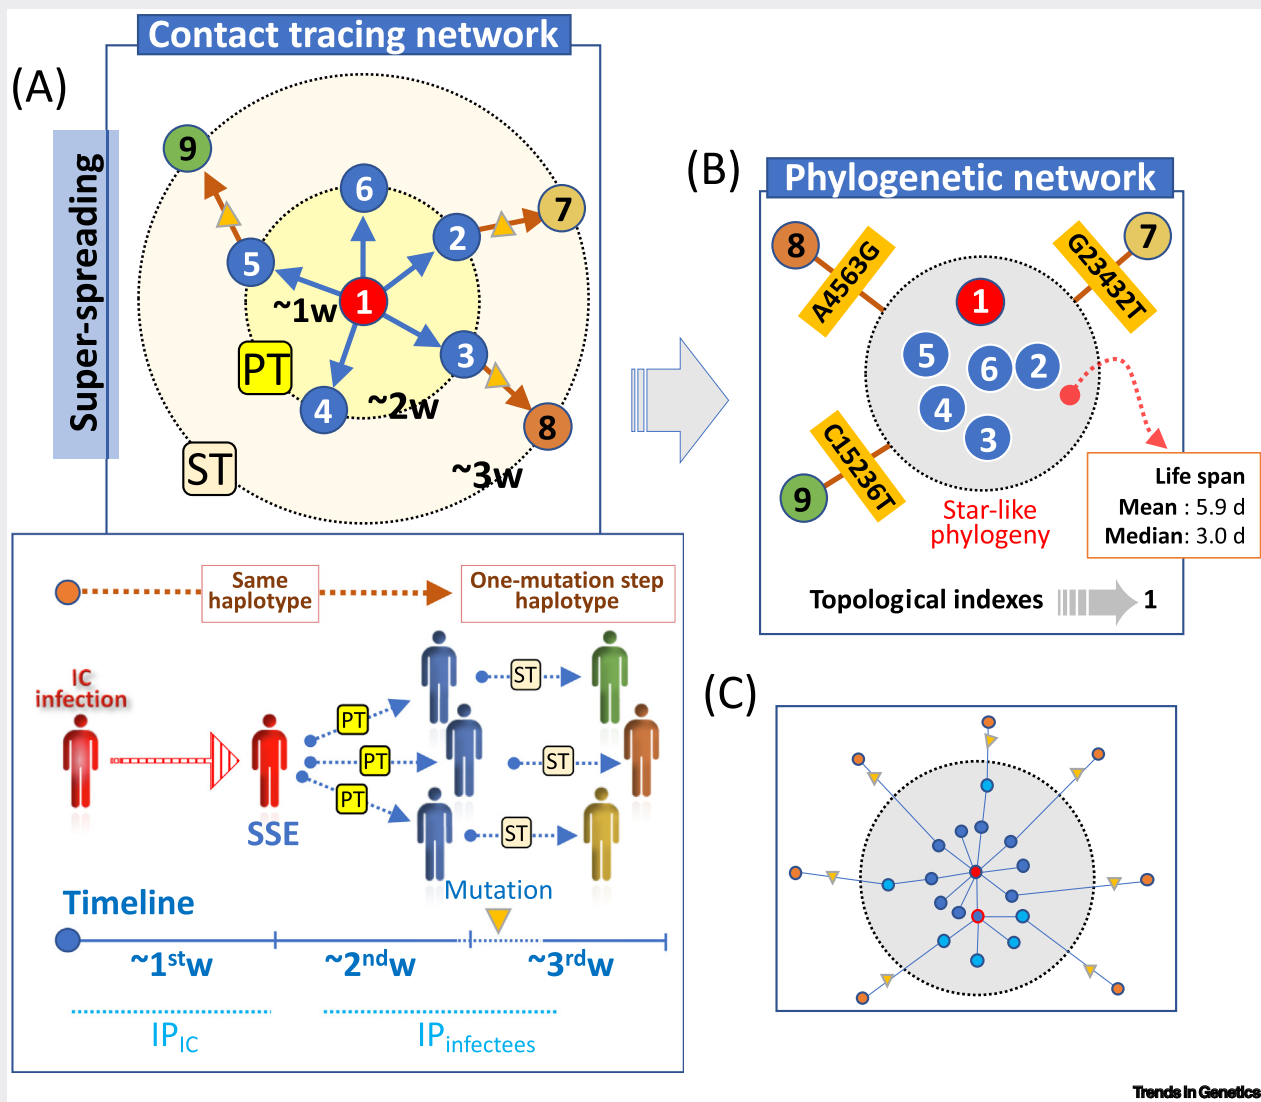 Contact tracing network
(A)
Super-spreading
9
6
7
2
5
1
~1w
3
PT
4
~2w
8
ST
~3w
(B)
Phylogenetic network
8
A4563G
G23432T
7
1
5
6
2
4
3
C15236T
9
Star-like
phylogeny
Life span
Mean : 5.9 d
Median: 3.0 d
Topological indexes
1
Same
haplotype
One-mutation step
haplotype
IC
infection
SSE
PT
PT
PT
ST
ST
ST
Mutation
Timeline
~1stw
~2ndw
~3rdw
IPIC
IPinfectees
(C)
Trends in Genetics